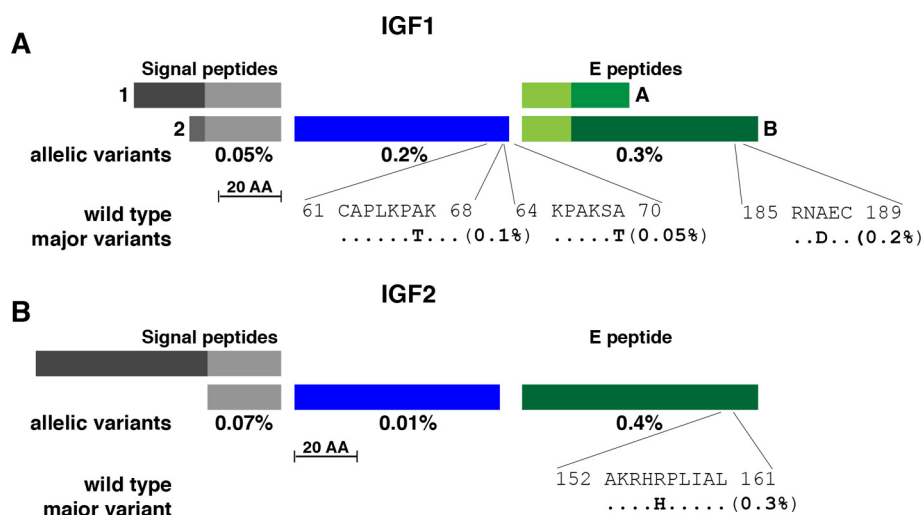 IGF1
A
Signal peptides E peptides
1 A
2 B
allelic variants 0.05% 0.2% 0.3%
20 AA
wild type 61 CAPLKPAK 68 64 KPAKSA 70 185 RNAEC 189
major variants ......T...(0.1%) .....T(0.05%) ..D..(0.2%)
IGF2
B
Signal peptides E peptide
allelic variants 0.07% 0.01% 0.4%
20 AA
wild type 152 AKRHRPLIAL 161
major variant ....H.....(0.3%)